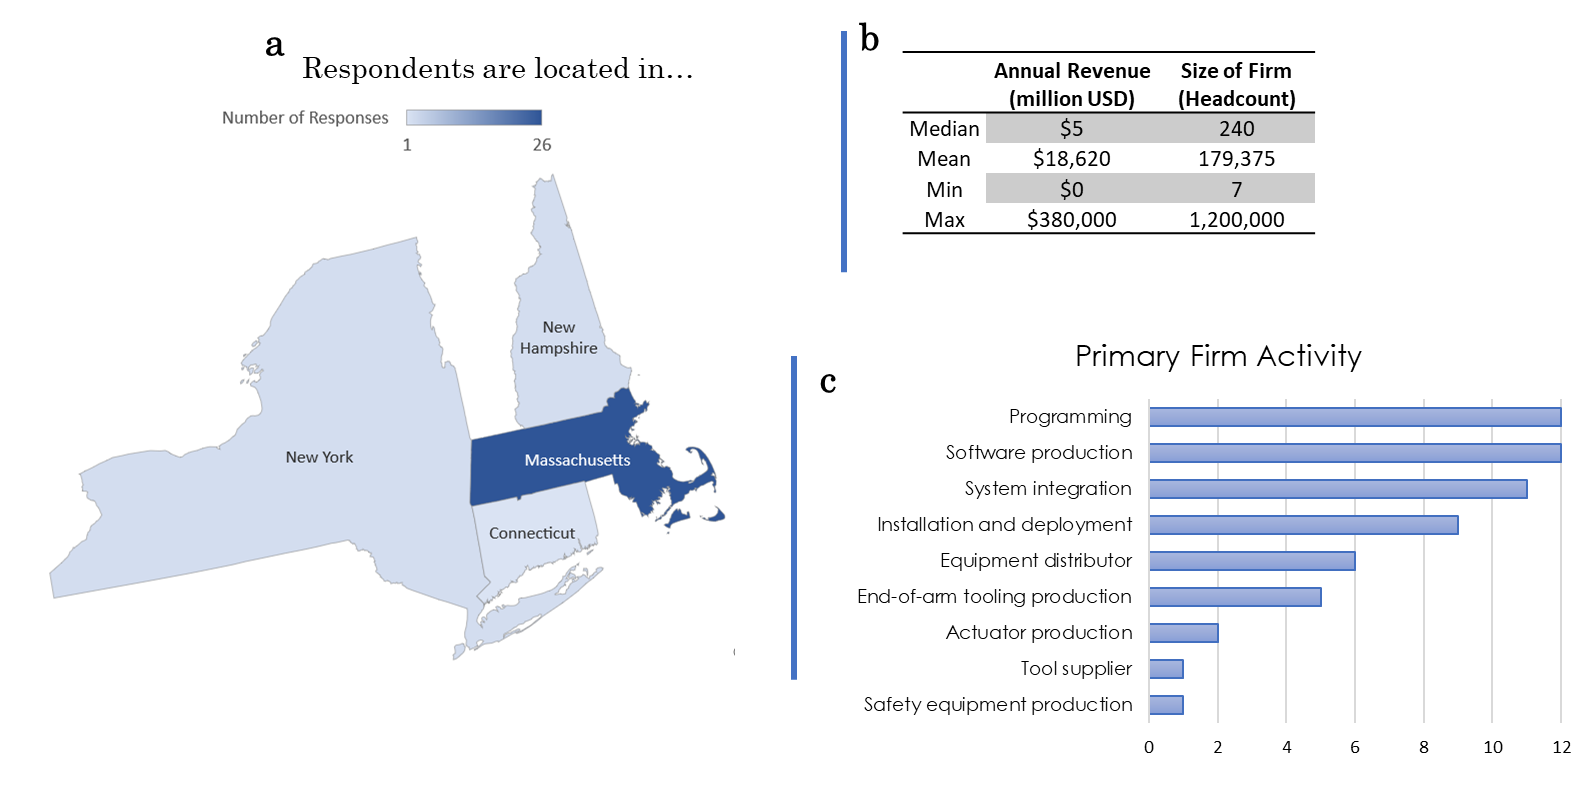 a
Respondents are located in...
Number of Responses
1 26
New Hampshire
New York
Massachusetts
Connecticut
b
Annual Revenue (million USD) Size of Firm (Headcount)
Median $5 240
Mean $18,620 179,375
Min $0 7
Max $380,000 1,200,000
c
Primary Firm Activity
Programming
Software production
System integration
Installation and deployment
Equipment distributor
End-of-arm tooling production
Actuator production
Tool supplier
Safety equipment production
0 2 4 6 8 10 12